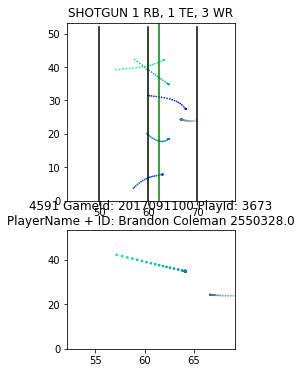 SHOTGUN 1 RB, 1 TE, 3 WR
50
40
30
20
10
0
50 60 70
4591 GameId: 2017091100 PlayId: 3673
PlayerName + ID: Brandon Coleman 2550328.0
40
20
0
55 60 65